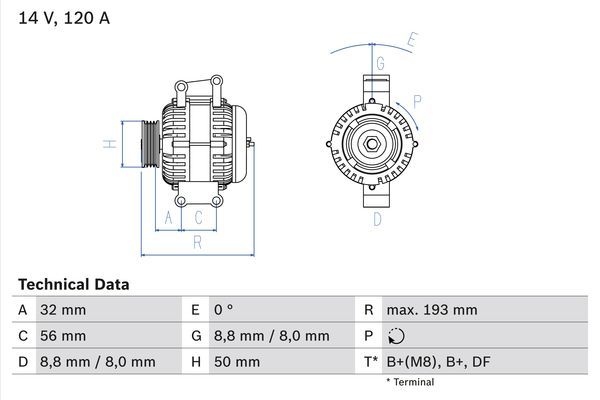 14 V, 120 A
E
G
P
H
A
C
R
D
Technical Data
A 32 mm E 0 ° R max. 193 mm
C 56 mm G 8,8 mm / 8,0 mm P
D 8,8 mm / 8,0 mm H 50 mm T* B+(M8), B+, DF
* Terminal